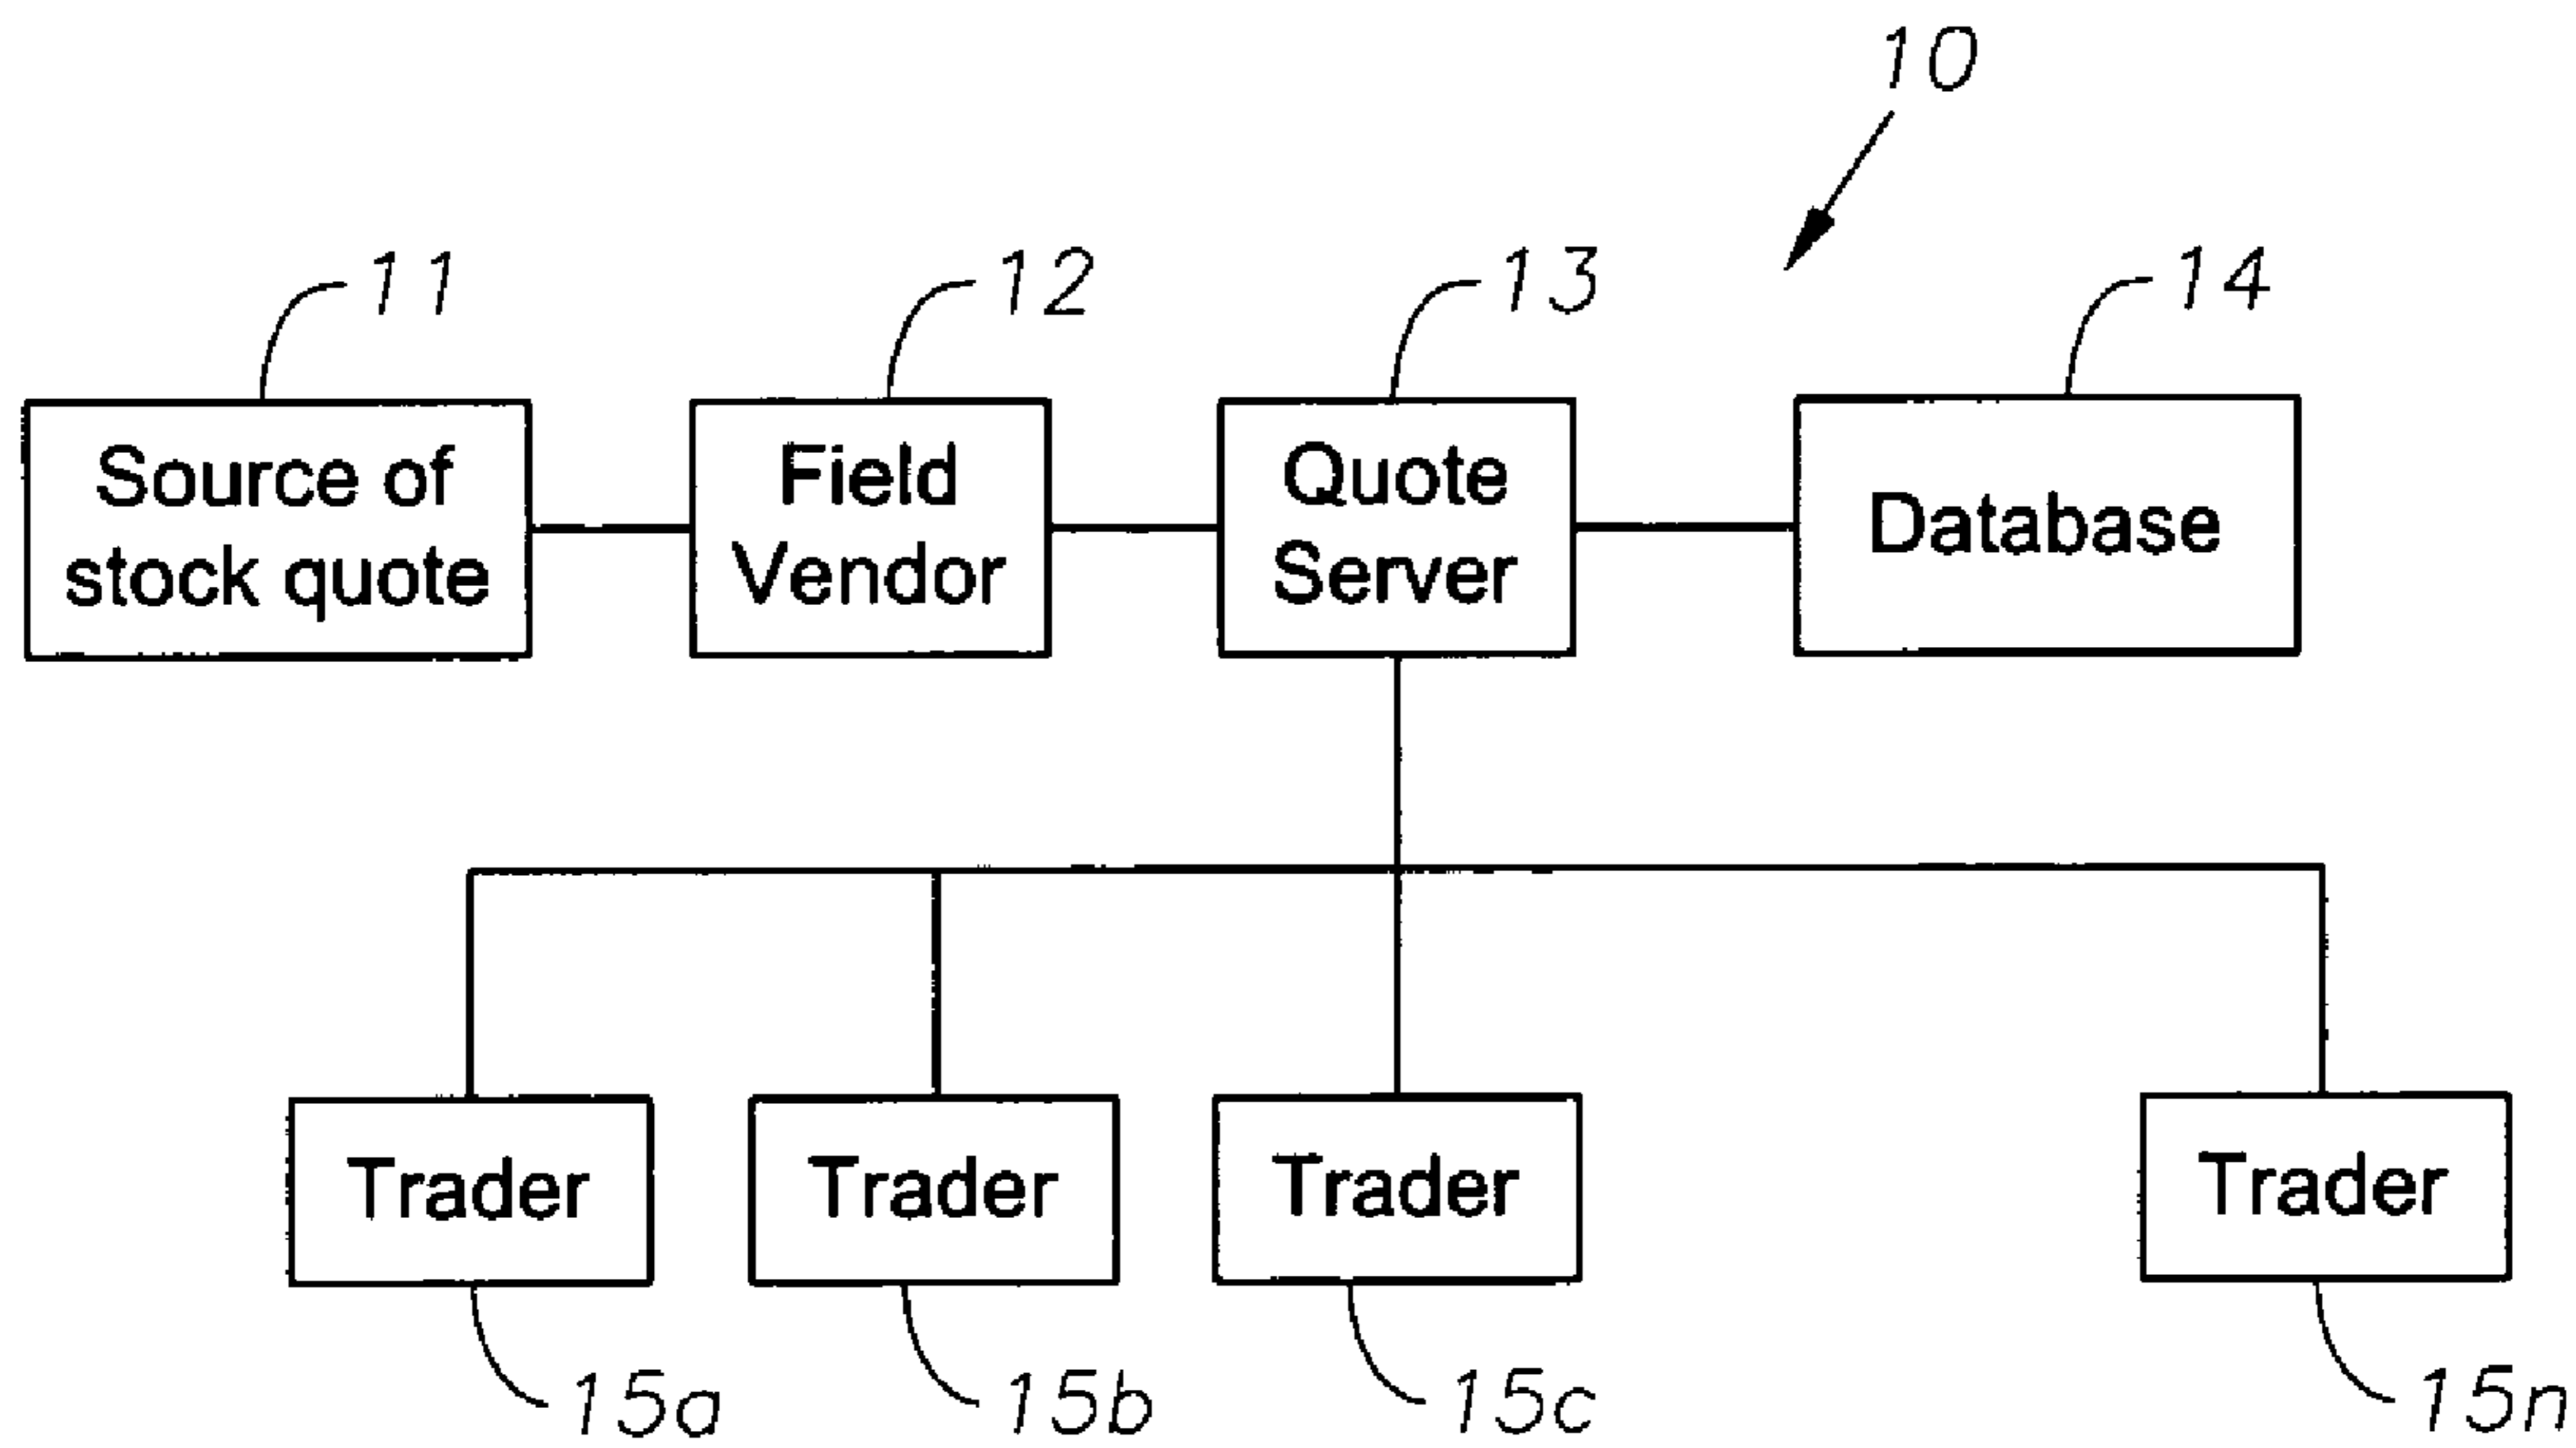 10
11
12
13
14
Source of
stock quote
Field
Vendor
Quote
Server
Database
Trader
Trader
Trader
Trader
15a
15b
15c
15n